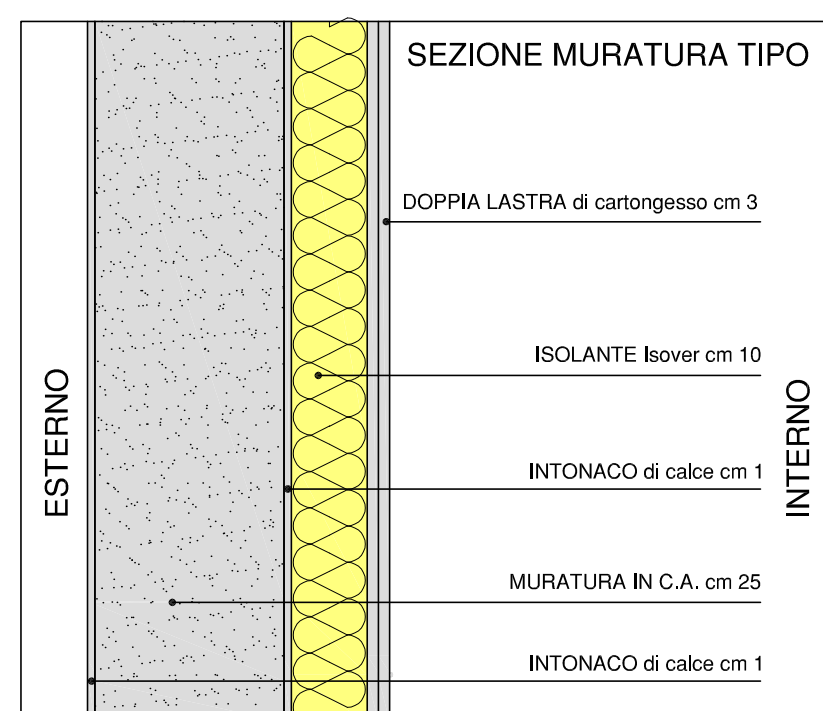 SEZIONE MURATURA TIPO
DOPPIA LASTRA di cartongesso cm 3
ISOLANTE Isover cm 10
ESTERNO
INTERNO
INTONACO di calce cm 1
MURATURA IN C.A. cm 25
INTONACO di calce cm 1